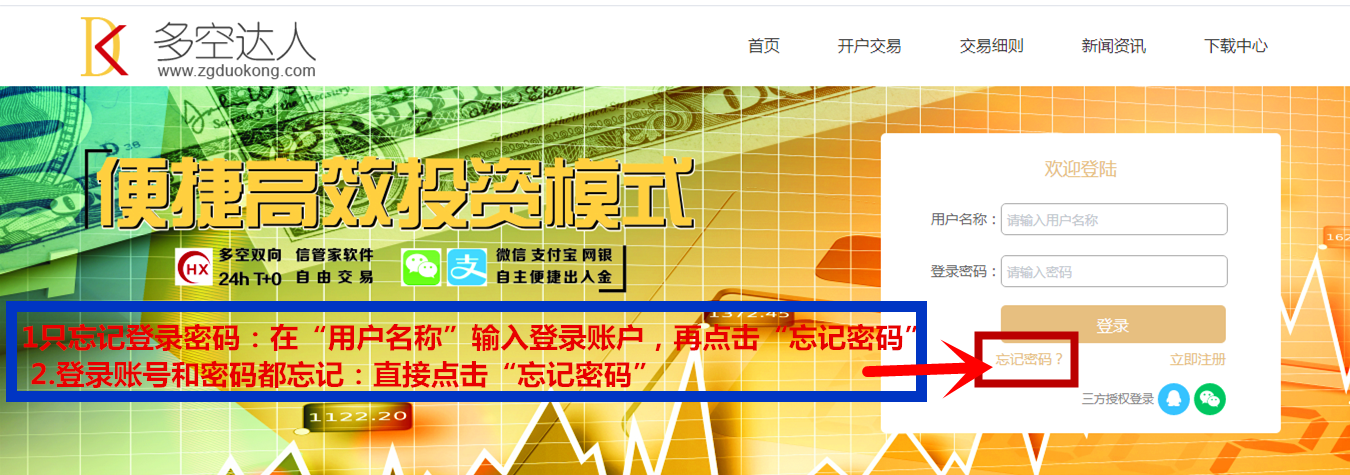 多空达人
www.zgduokong.com
首页 开户交易 交易细则 新闻资讯 下载中心
便捷高效投资模式
HX 多空双向 信管家软件 微信 支付宝 网银
24h T+0 自由交易 自主便捷出入金
欢迎登陆
用户名称： 请输入用户名称
登录密码： 请输入密码
登录
忘记密码？ 立即注册
三方授权登录
1只忘记登录密码：在“用户名称”输入登录账户，再点击“忘记密码”
2.登录账号和密码都忘记：直接点击“忘记密码”
1372.45
1122.20